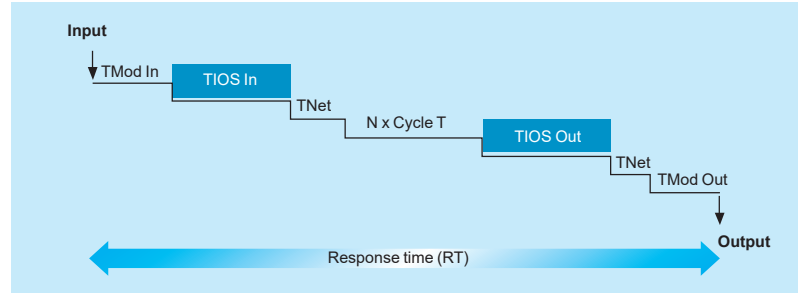 Input
TMod In
TIOS In
TNet
N x Cycle T
TIOS Out
TNet
TMod Out
Output
Response time (RT)